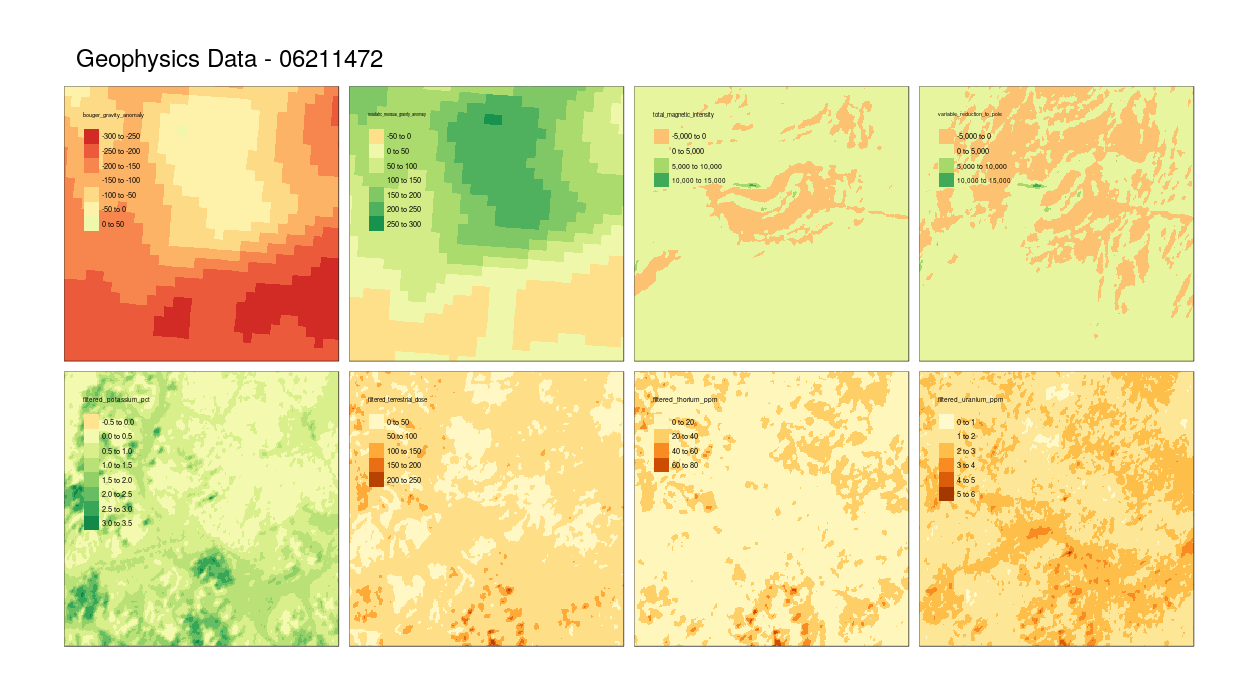 Geophysics Data - 06211472
bouger_gravity_anomaly
-300 to -250
-250 to -200
-200 to -150
-150 to -100
-100 to -50
-50 to 0
0 to 50
-50 to 0
0 to 50
50 to 100
100 to 150
150 to 200
200 to 250
250 to 300
total_magnetic_intensity
-5,000 to 0
0 to 5,000
5,000 to 10,000
10,000 to 15,000
variable_reduction_to_pole
-5,000 to 0
0 to 5,000
5,000 to 10,000
10,000 to 15,000
filtered_potassium_pct
-0.5 to 0.0
0.0 to 0.5
0.5 to 1.0
1.0 to 1.5
1.5 to 2.0
2.0 to 2.5
2.5 to 3.0
3.0 to 3.5
filtered_terrestrial_dose
0 to 50
50 to 100
100 to 150
150 to 200
200 to 250
filtered_thorium_ppm
0 to 20
20 to 40
40 to 60
60 to 80
filtered_uranium_ppm
0 to 1
1 to 2
2 to 3
3 to 4
4 to 5
5 to 6